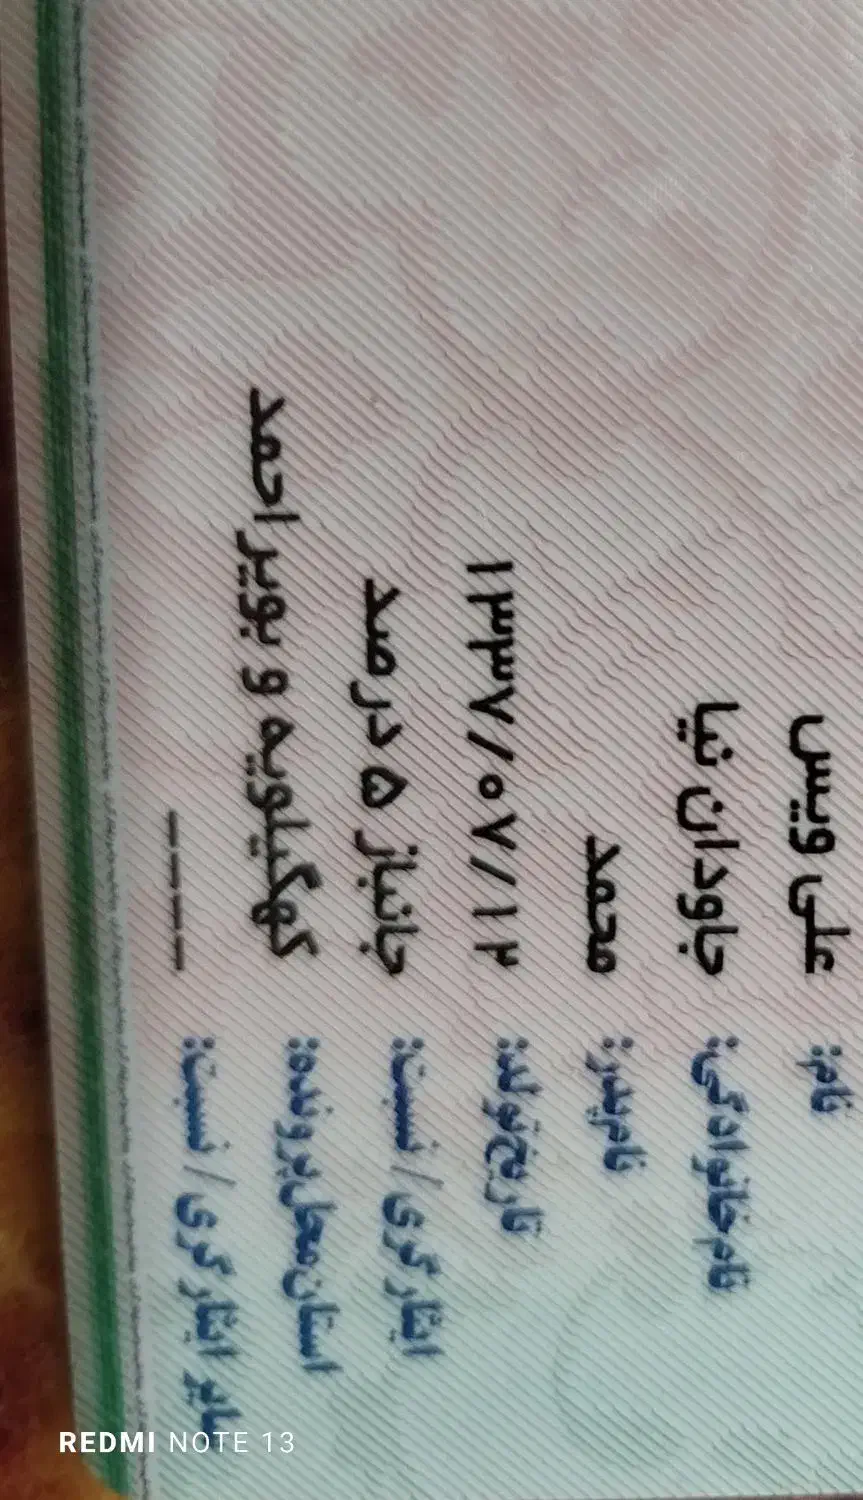 نام: علی ویس
نام خانوادگی: جاودان نیا
نام پدر: محمد
تاریخ تولد: ۱۳۳۷/۰۷/۱۲
ایثارگری / نسبت: جانباز ۵ درصد
استان محل پرونده: کهگیلویه و بویراحمد
سایر ایثارگری / نسبت: ----
REDMI NOTE 13